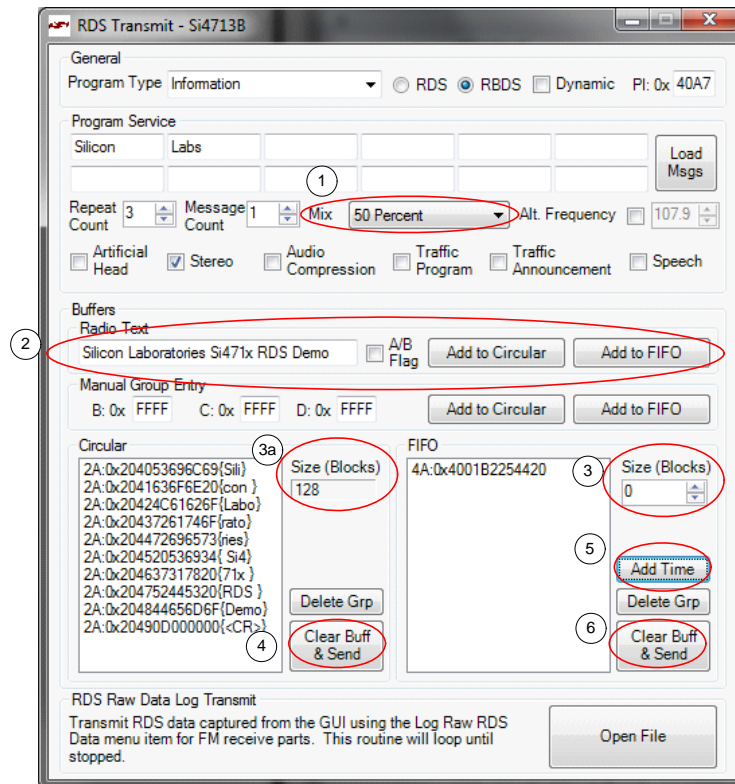 RDS Transmit - Si4713B
General
Program Type Information RDS RBDS Dynamic PI: 0x 40A7
Program Service
Silicon Labs
Load Msgs
1
Repeat Count 3 Message Count 1 Mix 50 Percent Alt. Frequency 107.9
Artificial Head Stereo Audio Compression Traffic Program Traffic Announcement Speech
Buffers
Radio Text
2
Silicon Laboratories Si471x RDS Demo A/B Flag Add to Circular Add to FIFO
Manual Group Entry
B: 0x FFFF C: 0x FFFF D: 0x FFFF Add to Circular Add to FIFO
Circular
2A:0x204053696C69{Sili}
2A:0x2041636F6E20{con }
2A:0x20424C61626F{Labo}
2A:0x20437261746F{rato}
2A:0x204472696573{ries}
2A:0x204520536934{ Si4}
2A:0x204637317820{71x }
2A:0x204752445320{RDS }
2A:0x204844656D6F{Demo}
2A:0x20490D000000{<CR>}
3a
Size (Blocks)
128
Delete Grp
4
Clear Buff & Send
FIFO
4A:0x4001B2254420
3
Size (Blocks)
0
5
Add Time
Delete Grp
6
Clear Buff & Send
RDS Raw Data Log Transmit
Transmit RDS data captured from the GUI using the Log Raw RDS
Data menu item for FM receive parts. This routine will loop until
stopped.
Open File